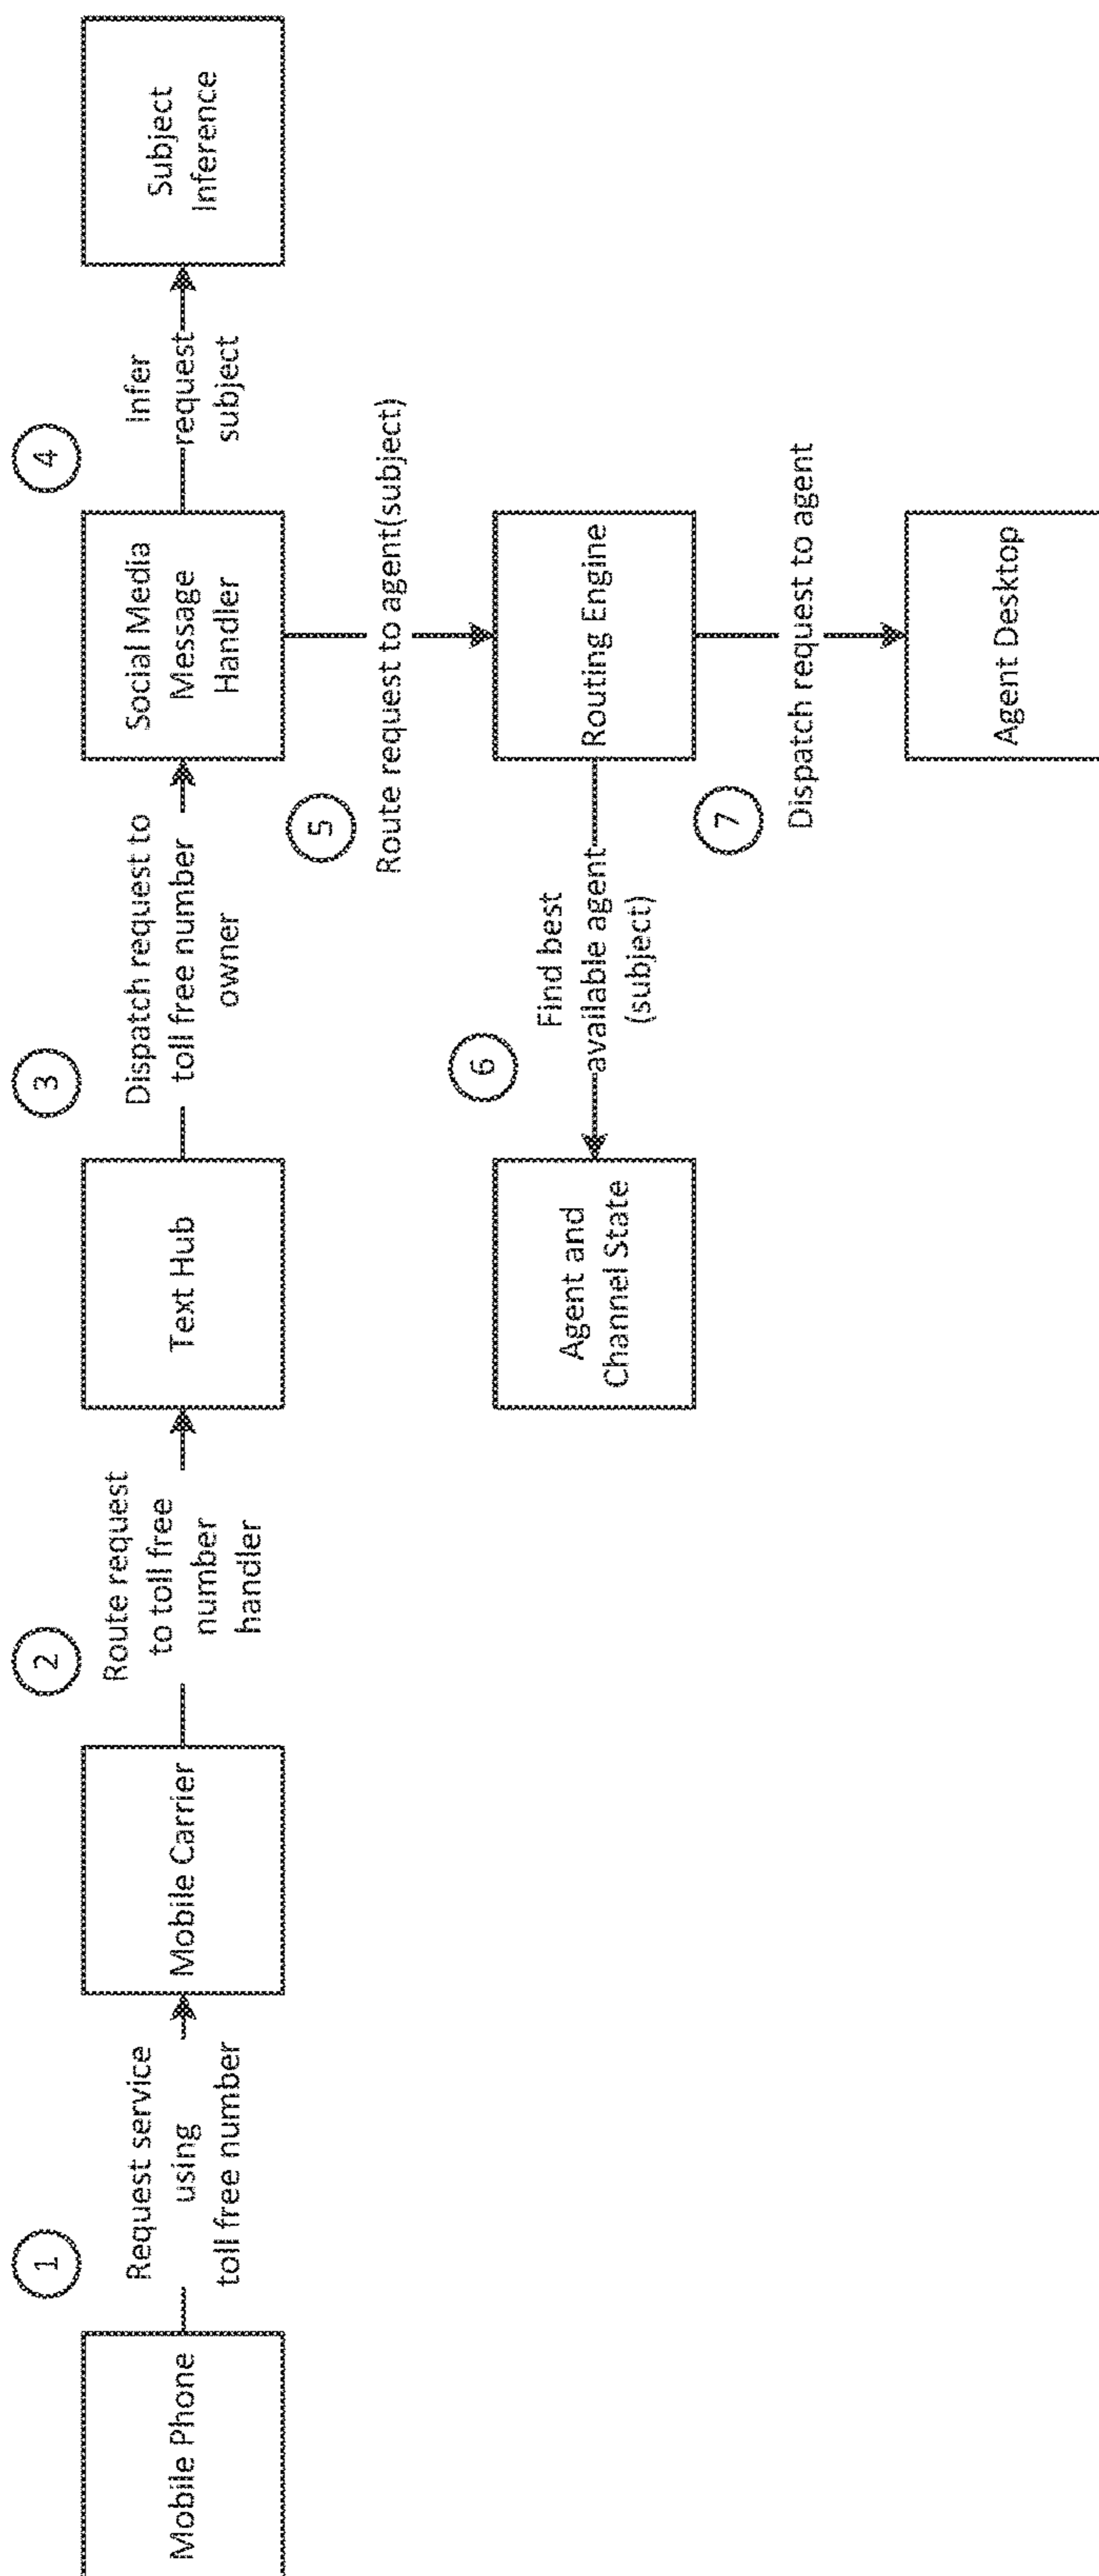 Mobile Phone
1
Request service
using
toll free number
Mobile Carrier
2
Route request
to toll free
number
handler
Text Hub
3
Dispatch request to
toll free number
owner
Social Media
Message
Handler
4
Infer
request
subject
Subject
Inference
5
Route request to agent(subject)
Routing Engine
6
Find best
available agent
(subject)
Agent and
Channel State
7
Dispatch request to agent
Agent Desktop